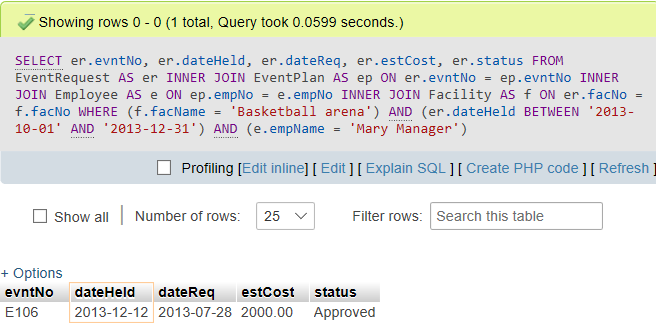 Showing rows 0 - 0 (1 total, Query took 0.0599 seconds.)
SELECT er.evntNo, er.dateHeld, er.dateReq, er.estCost, er.status FROM
EventRequest AS er INNER JOIN EventPlan AS ep ON er.evntNo = ep.evntNo INNER
JOIN Employee AS e ON ep.empNo = e.empNo INNER JOIN Facility AS f ON er.facNo =
f.facNo WHERE (f.facName = 'Basketball arena') AND (er.dateHeld BETWEEN '2013-
10-01' AND '2013-12-31') AND (e.empName = 'Mary Manager')
Profiling [Edit inline] [ Edit ] [ Explain SQL ] [ Create PHP code ] [ Refresh ]
Show all | Number of rows: 25 Filter rows: Search this table
+ Options
evntNo dateHeld dateReq estCost status
E106 2013-12-12 2013-07-28 2000.00 Approved